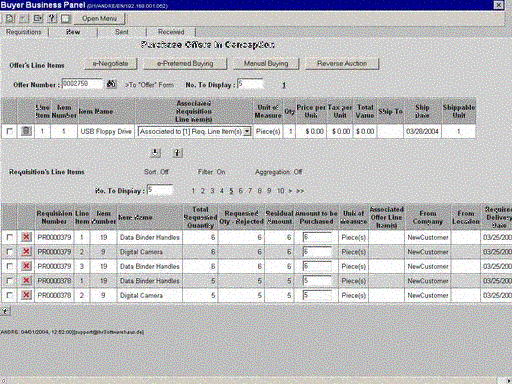 Buyer Business Panel (DH/ANDRE/EN/192.168.001.052)
Open Menu
Requisitions New Sent Received
Purchase Offers in Conception
Offer's Line Items e-Negotiate e-Preferred Buying Manual Buying Reverse Auction
Offer Number : 0002750 >To "Offer" Form No. To Display : 5 1
Line Item Item Number Item Name Associated Requisition Line Item(s) Unit of Measure Qty Price per Unit Tax per Unit Total Value Ship To Ship Date Shippable Unit
1 1 USB Floppy Drive Associated to [1] Req. Line Item(s) Piece(s) 1 $ 0.00 $ 0.00 $ 0.00 03/28/2004 1
Sort: Off Filter: On Aggregation: Off
Requisition's Line Items
No. To Display : 5 1 2 3 4 5 6 7 8 9 10 > >>
Requisition Number Line Item Item Number Item Name Total Requested Quantity Requested Qty - Rejected Residual Amount Amount to be Purchased Unit of Measure Associated Offer Line Item(s) From Company From Location Required Delivery Date
PR0000379 1 19 Data Binder Handles 6 6 6 6 Piece(s) NewCustomer 03/25/200
PR0000379 2 9 Digital Camera 6 6 6 6 Piece(s) NewCustomer 03/25/200
PR0000379 3 19 Data Binder Handles 6 6 6 6 Piece(s) NewCustomer 03/25/200
PR0000378 1 19 Data Binder Handles 5 5 5 5 Piece(s) NewCustomer 03/25/200
PR0000378 2 9 Digital Camera 5 5 5 5 Piece(s) NewCustomer 03/25/200